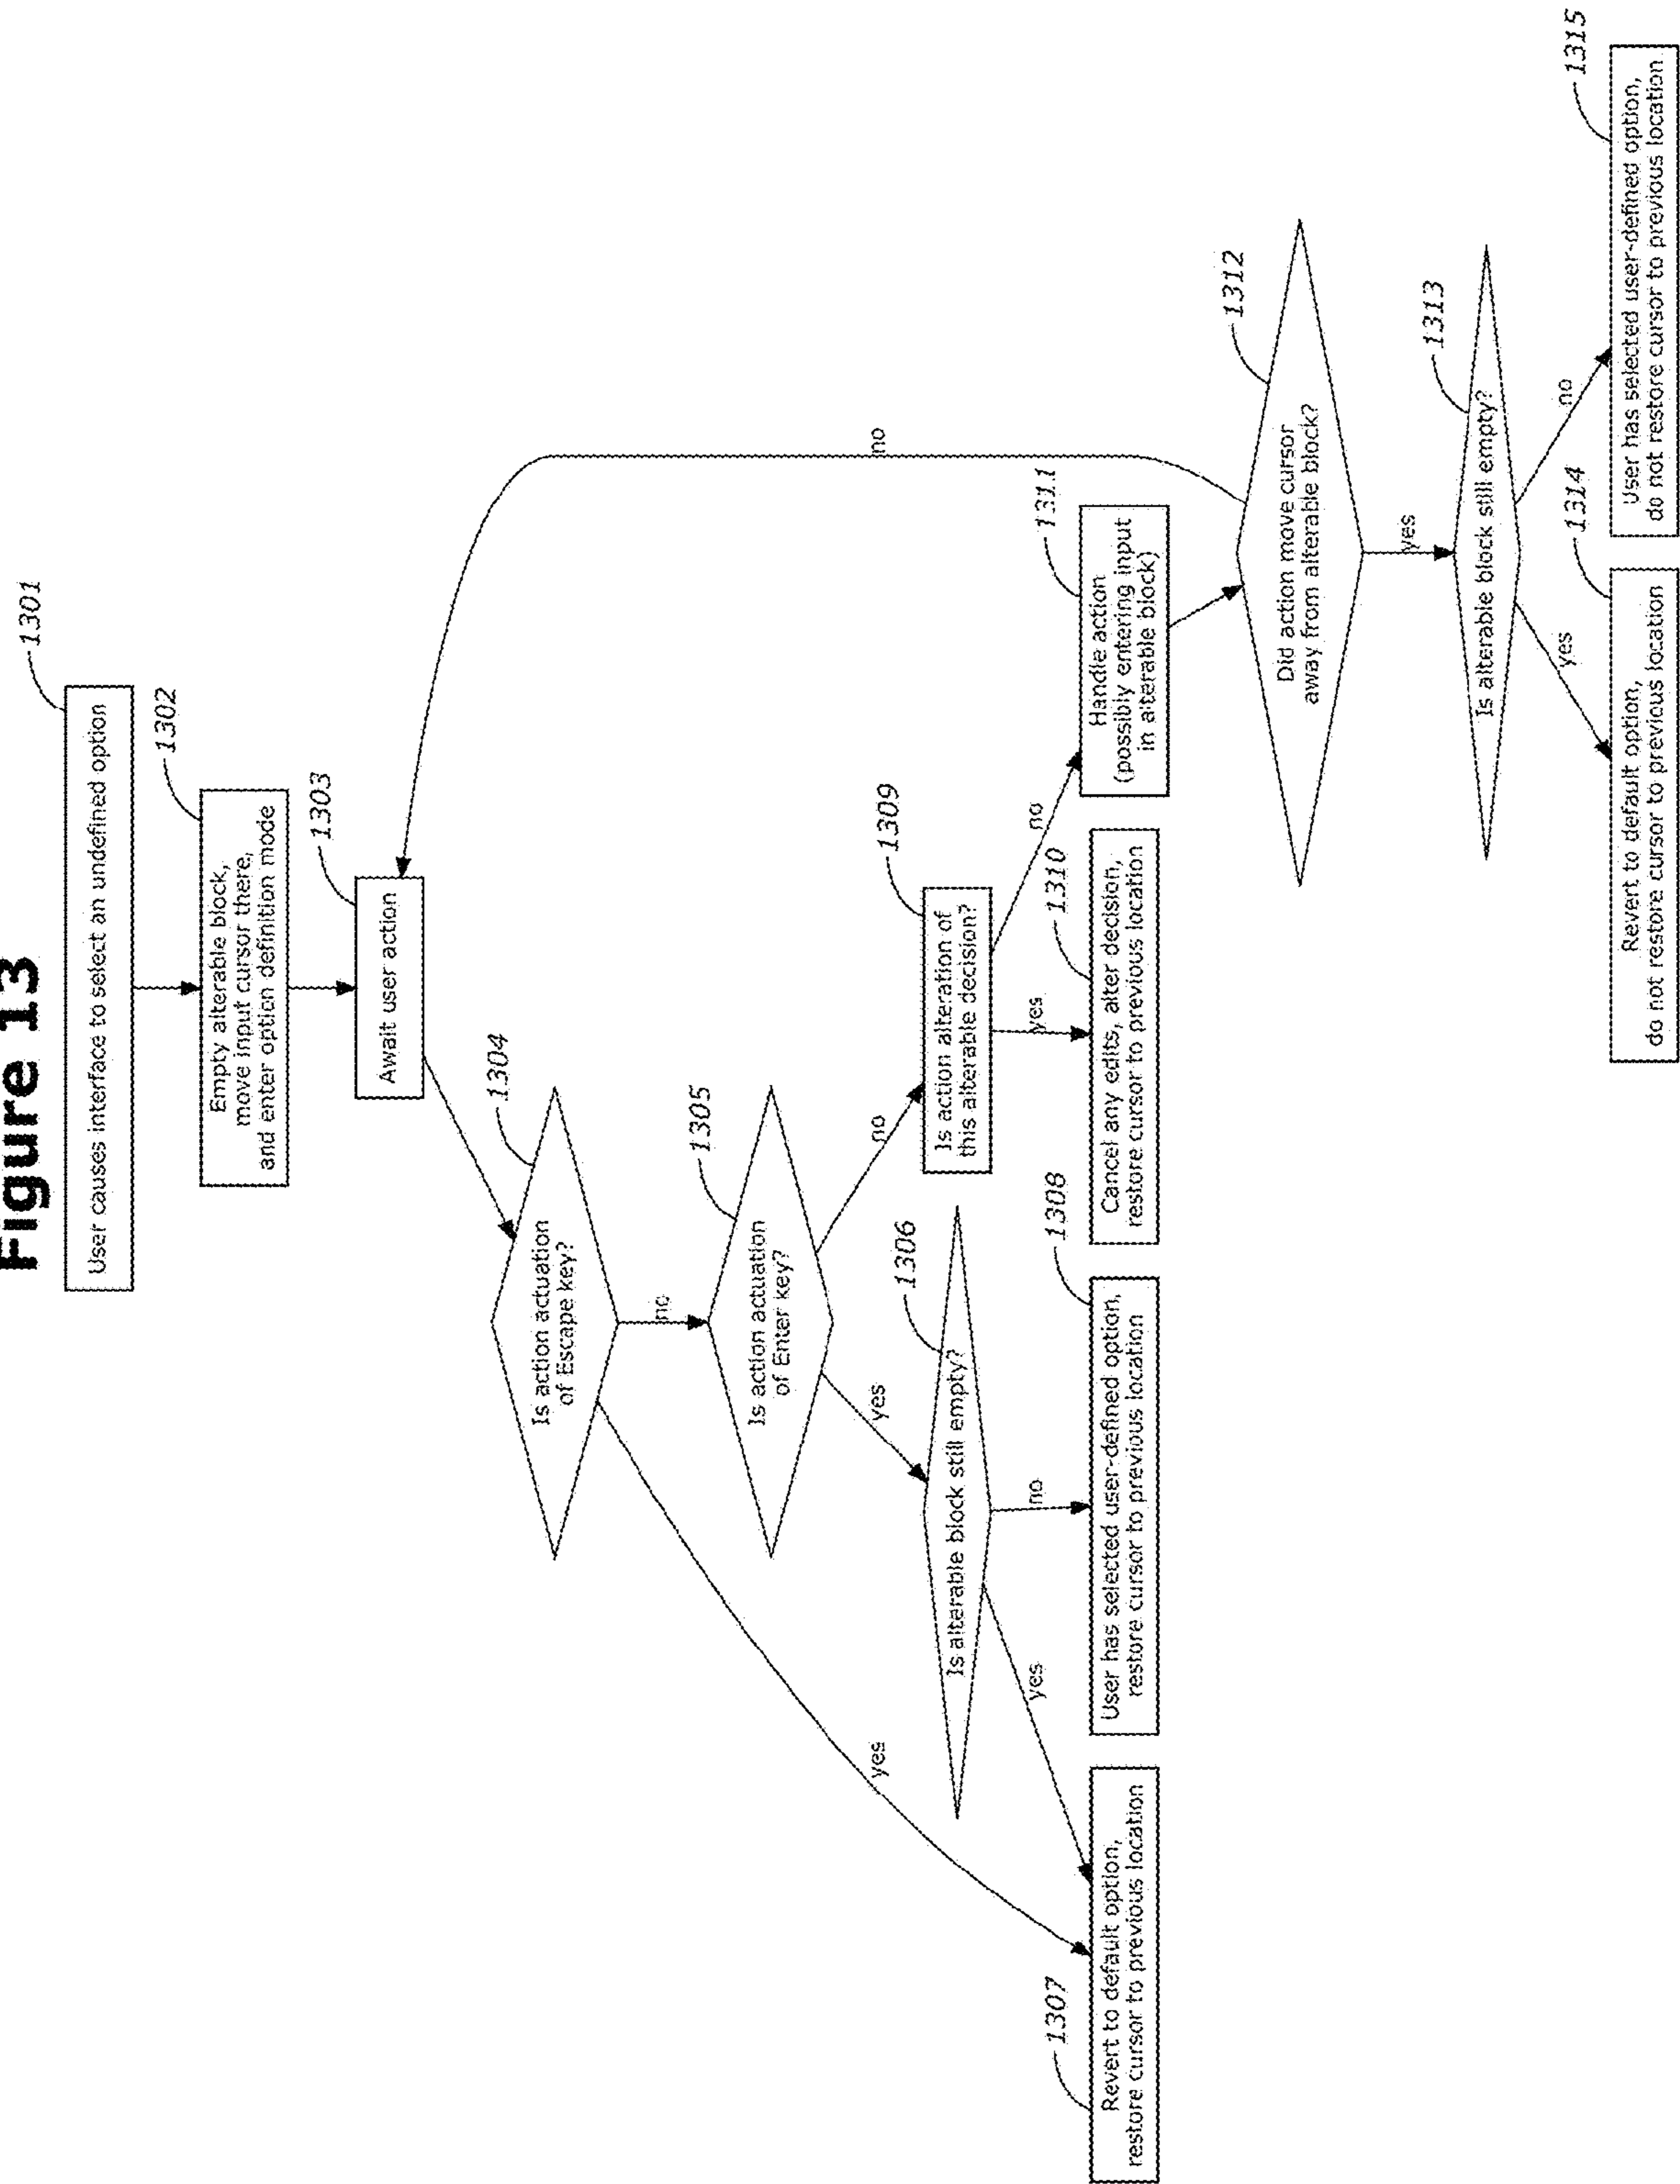 Figure 13
1301
User causes interface to select an undefined option
1302
Empty alterable block,
move input cursor there,
and enter option definition mode
1303
Await user action
1304
Is action actuation
of Escape key?
no
yes
1305
Is action actuation
of Enter key?
yes
no
no
1306
Is alterable block still empty?
1309
Is action alteration of
this alterable decision?
yes
no
yes
no
1307
Revert to default option,
restore cursor to previous location
1308
User has selected user-defined option,
restore cursor to previous location
1310
Cancel any edits, alter decision,
restore cursor to previous location
1311
Handle action
(possibly entering input
in alterable block)
1312
Did action move cursor
away from alterable block?
yes
1313
Is alterable block still empty?
yes
no
1314
Revert to default option,
do not restore cursor to previous location
1315
User has selected user-defined option,
do not restore cursor to previous location